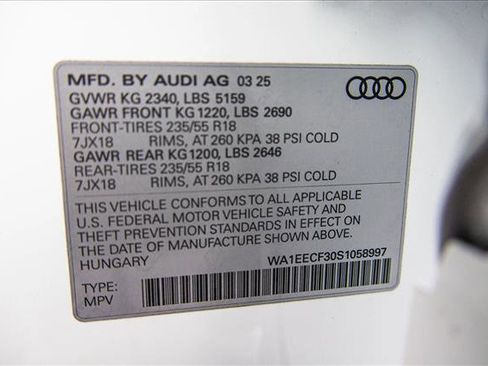 MFD. BY AUDI AG 03 25
GVWR KG 2340, LBS 5159
GAWR FRONT KG1220, LBS 2690
FRONT-TIRES 235/55 R18
7JX18 RIMS, AT 260 KPA 38 PSI COLD
GAWR REAR KG1200, LBS 2646
REAR-TIRES 235/55 R18
7JX18 RIMS, AT 260 KPA 38 PSI COLD
THIS VEHICLE CONFORMS TO ALL APPLICABLE
U.S. FEDERAL MOTOR VEHICLE SAFETY AND
THEFT PREVENTION STANDARDS IN EFFECT ON
THE DATE OF MANUFACTURE SHOWN ABOVE
HUNGARY WA1EECF30S1058997
TYPE:
MPV